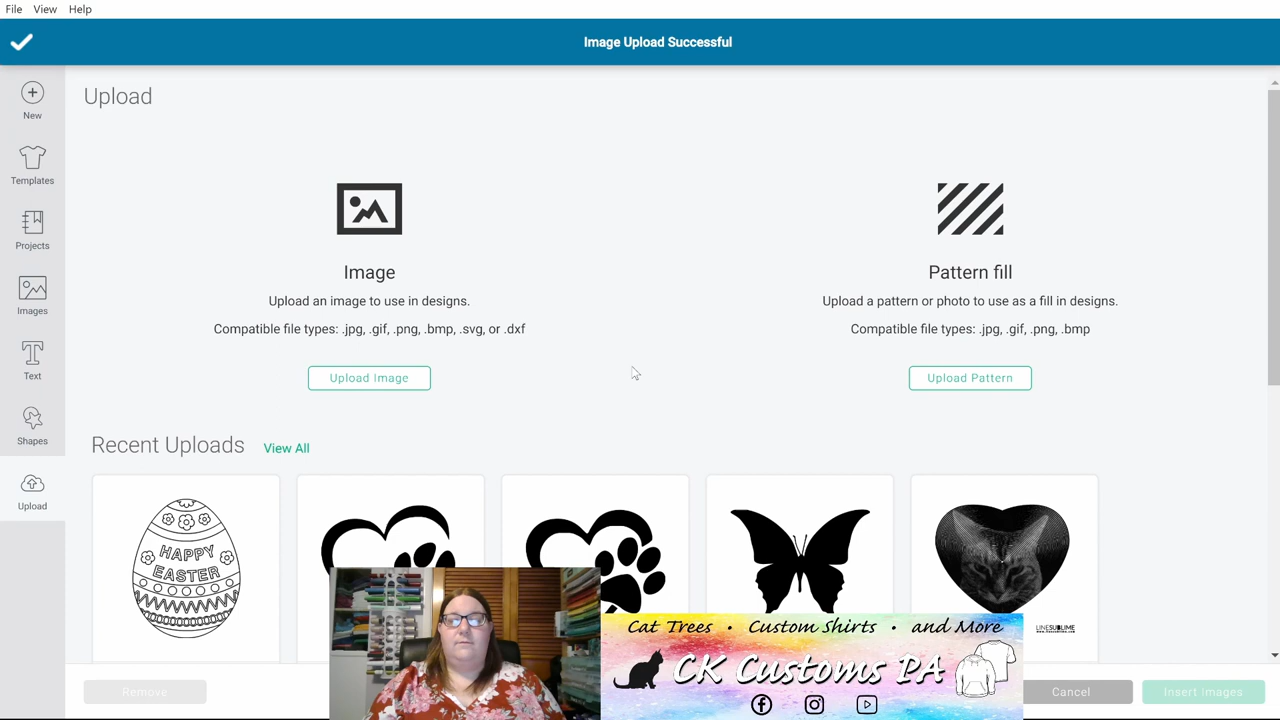 File View Help
Image Upload Successful
New
Templates
Projects
Images
Text
Shapes
Upload
Upload
Image
Upload an image to use in designs.
Compatible file types: .jpg, .gif, .png, .bmp, .svg, or .dxf
Upload Image
Pattern fill
Upload a pattern or photo to use as a fill in designs.
Compatible file types: .jpg, .gif, .png, .bmp
Upload Pattern
Recent Uploads View All
HAPPY
EASTER
LINESUBLIME
Cat Trees • Custom Shirts • and More
CK Customs PA
Remove
Cancel
Insert Images